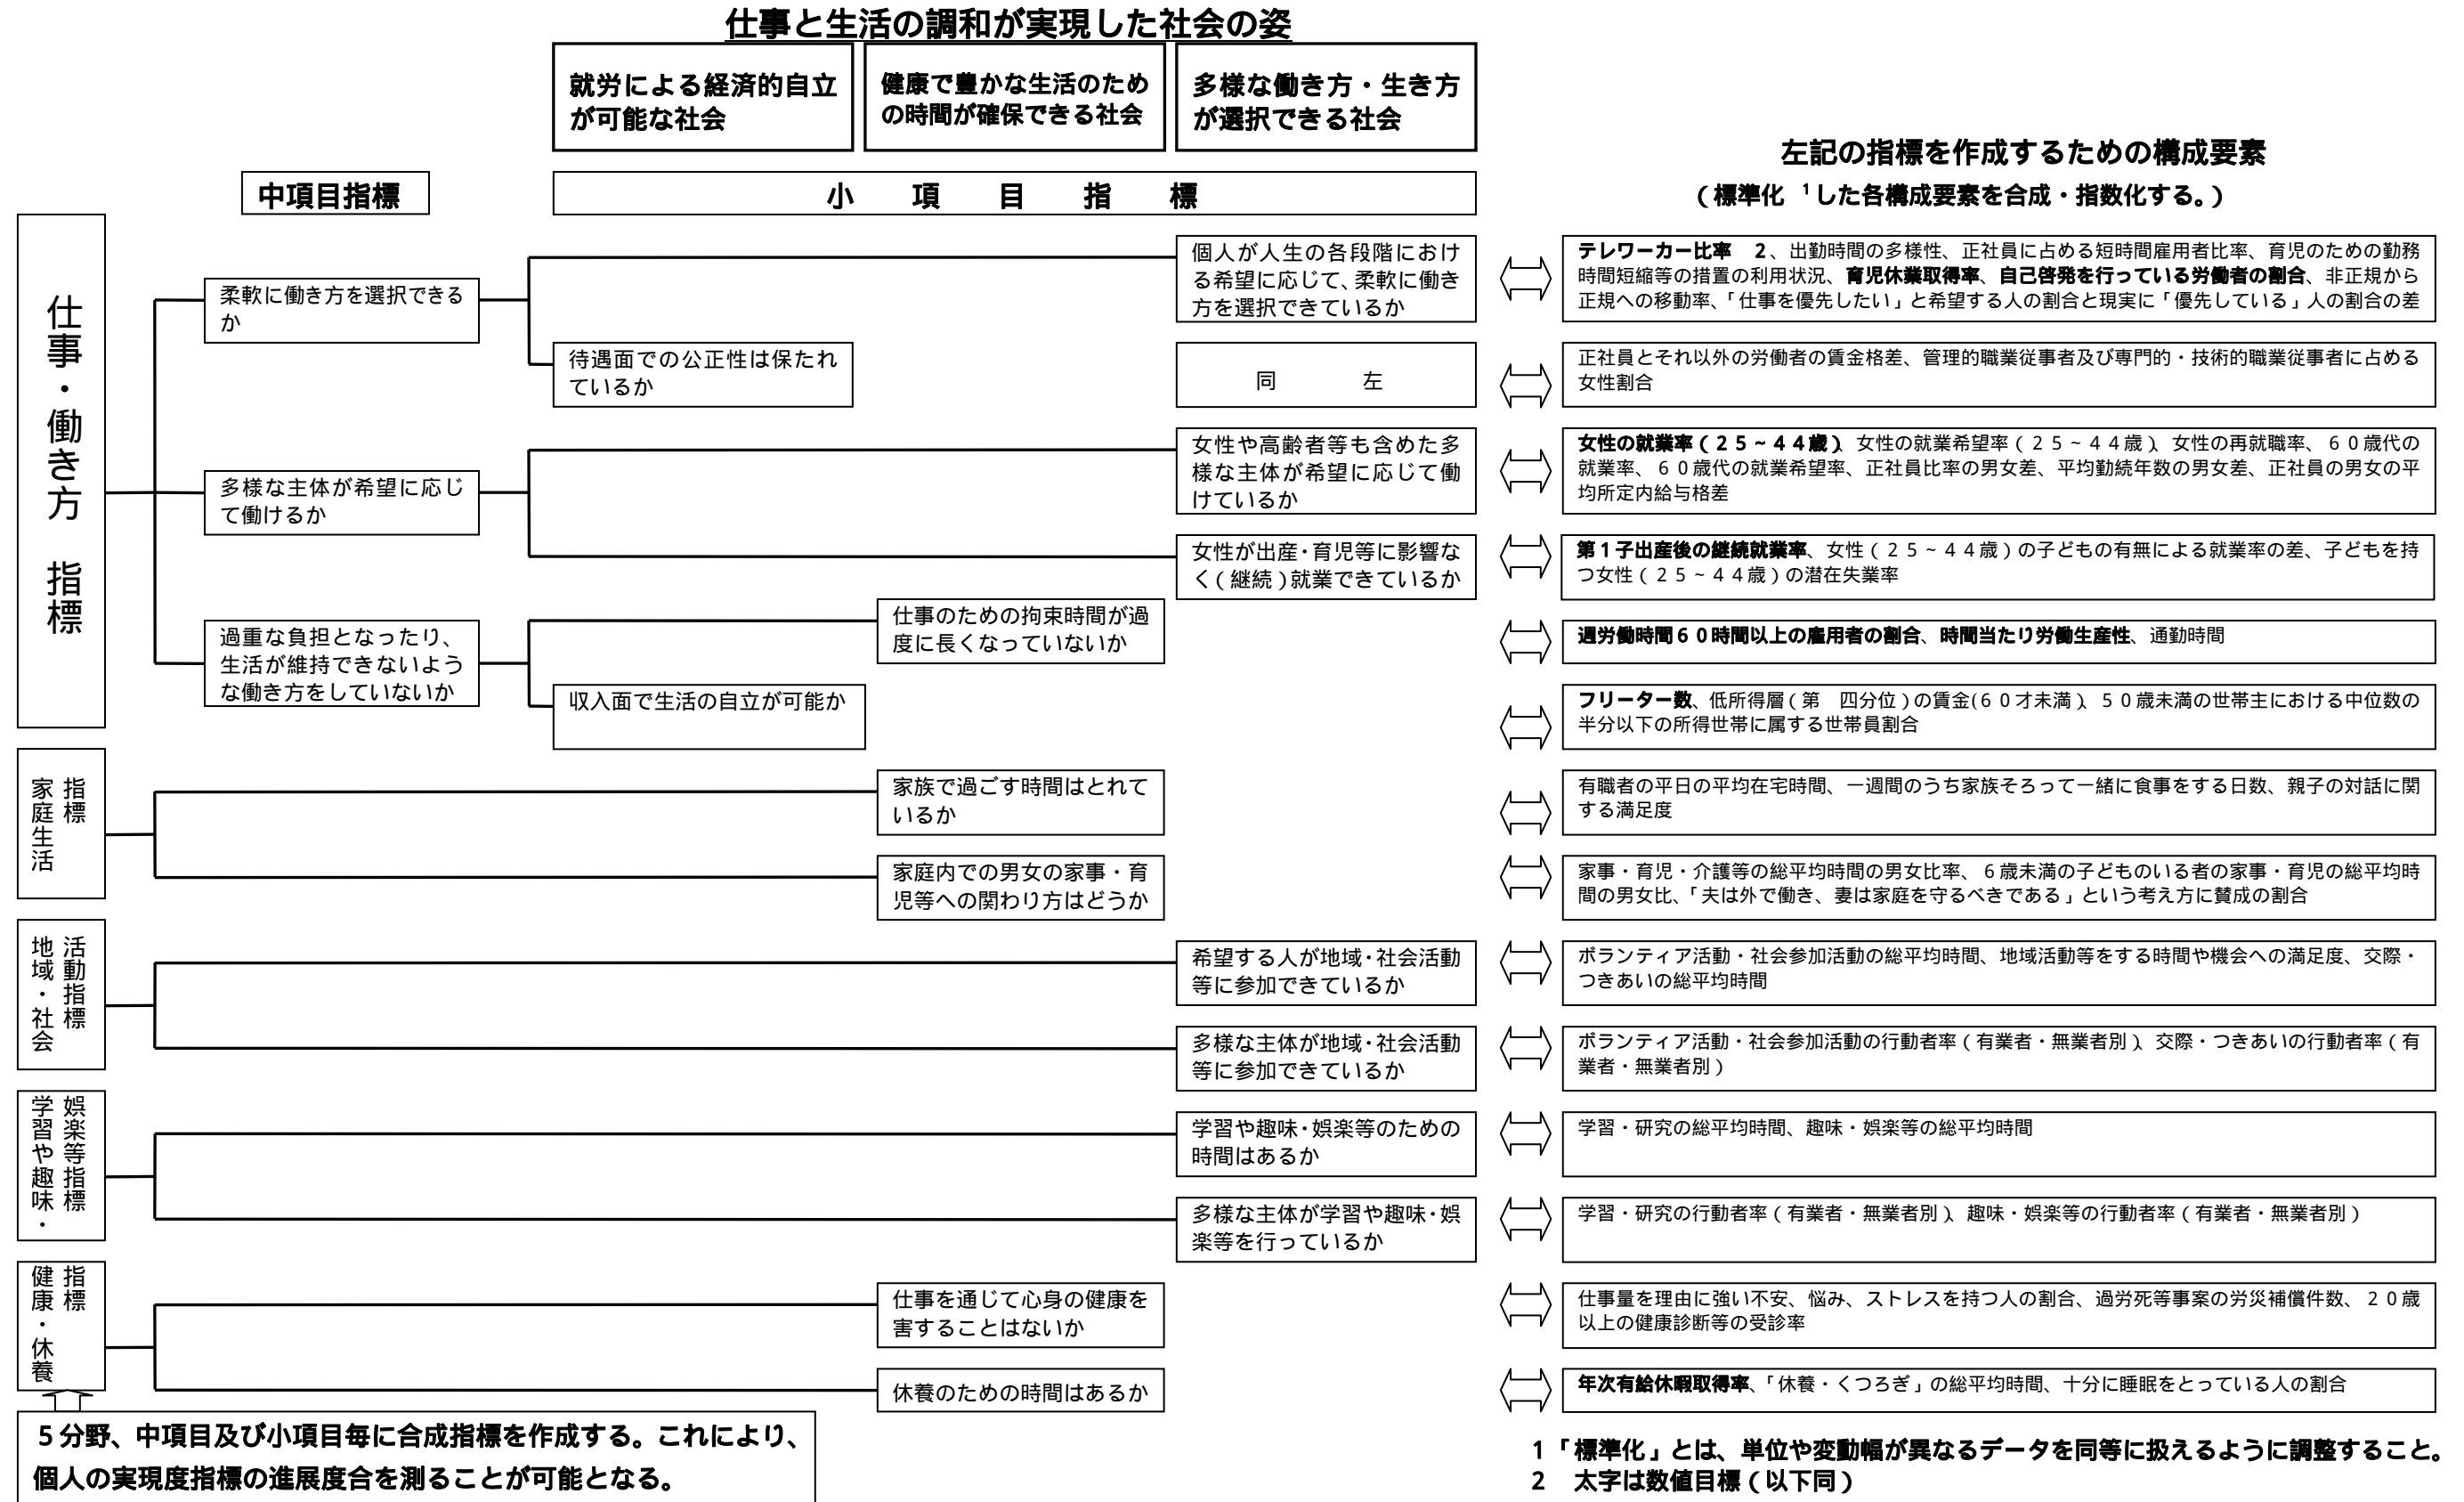 仕事と生活の調和が実現した社会の姿
就労による経済的自立
が可能な社会
健康で豊かな生活のため
の時間が確保できる社会
多様な働き方・生き方
が選択できる社会
左記の指標を作成するための構成要素
（標準化　1した各構成要素を合成・指数化する。）
中項目指標
小　項　目　指　標
仕事・働き方　指標
柔軟に働き方を選択できる
か
個人が人生の各段階におけ
る希望に応じて、柔軟に働き
方を選択できているか
テレワーカー比率　２、出勤時間の多様性、正社員に占める短時間雇用者比率、育児のための勤務
時間短縮等の措置の利用状況、育児休業取得率、自己啓発を行っている労働者の割合、非正規から
正規への移動率、「仕事を優先したい」と希望する人の割合と現実に「優先している」人の割合の差
待遇面での公正性は保たれ
ているか
同　　　　左
正社員とそれ以外の労働者の賃金格差、管理的職業従事者及び専門的・技術的職業従事者に占める
女性割合
多様な主体が希望に応じ
て働けるか
女性や高齢者等も含めた多
様な主体が希望に応じて働
けているか
女性の就業率（２５～４４歳）、女性の就業希望率（２５～４４歳）、女性の再就職率、６０歳代の
就業率、６０歳代の就業希望率、正社員比率の男女差、平均勤続年数の男女差、正社員の男女の平
均所定内給与格差
女性が出産・育児等に影響な
く（継続）就業できているか
第１子出産後の継続就業率、女性（２５～４４歳）の子どもの有無による就業率の差、子どもを持
つ女性（２５～４４歳）の潜在失業率
過重な負担となったり、
生活が維持できないよう
な働き方をしていないか
仕事のための拘束時間が過
度に長くなっていないか
週労働時間６０時間以上の雇用者の割合、時間当たり労働生産性、通勤時間
収入面で生活の自立が可能か
フリーター数、低所得層（第　四分位）の賃金(６０才未満）、５０歳未満の世帯主における中位数の
半分以下の所得世帯に属する世帯員割合
家庭生活
指標
家族で過ごす時間はとれて
いるか
有職者の平日の平均在宅時間、一週間のうち家族そろって一緒に食事をする日数、親子の対話に関
する満足度
家庭内での男女の家事・育
児等への関わり方はどうか
家事・育児・介護等の総平均時間の男女比率、６歳未満の子どものいる者の家事・育児の総平均時
間の男女比、「夫は外で働き、妻は家庭を守るべきである」という考え方に賛成の割合
地域・社会
活動指標
希望する人が地域・社会活動
等に参加できているか
ボランティア活動・社会参加活動の総平均時間、地域活動等をする時間や機会への満足度、交際・
つきあいの総平均時間
多様な主体が地域・社会活動
等に参加できているか
ボランティア活動・社会参加活動の行動者率（有業者・無業者別）、交際・つきあいの行動者率（有
業者・無業者別）
学習や趣味・
娯楽等指標
学習や趣味・娯楽等のための
時間はあるか
学習・研究の総平均時間、趣味・娯楽等の総平均時間
多様な主体が学習や趣味・娯
楽等を行っているか
学習・研究の行動者率（有業者・無業者別）、趣味・娯楽等の行動者率（有業者・無業者別）
健康・休養
指標
仕事を通じて心身の健康を
害することはないか
仕事量を理由に強い不安、悩み、ストレスを持つ人の割合、過労死等事案の労災補償件数、２０歳
以上の健康診断等の受診率
休養のための時間はあるか
年次有給休暇取得率、「休養・くつろぎ」の総平均時間、十分に睡眠をとっている人の割合
５分野、中項目及び小項目毎に合成指標を作成する。これにより、
個人の実現度指標の進展度合を測ることが可能となる。
１「標準化」とは、単位や変動幅が異なるデータを同等に扱えるように調整すること。
２　太字は数値目標（以下同）